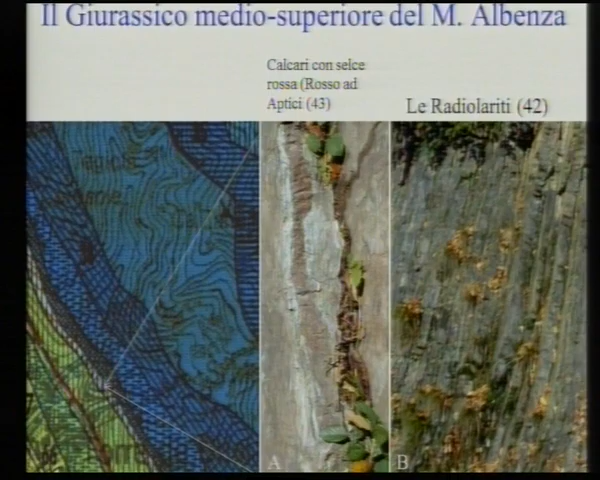 Il Giurassico medio-superiore del M. Albenza
Calcari con selce
rossa (Rosso ad
Aptici (43)
Le Radiolariti (42)
A
B